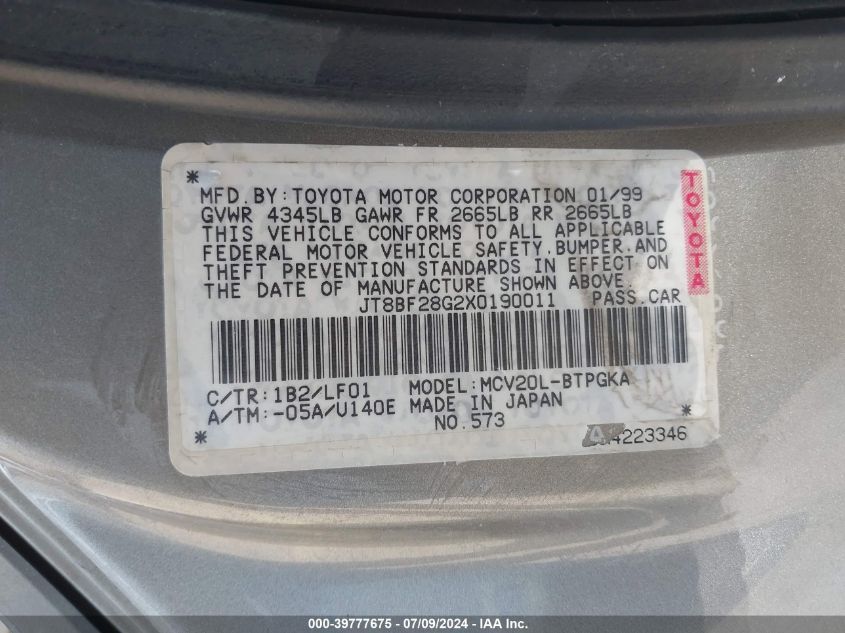 MFD. BY: TOYOTA MOTOR CORPORATION 01/99
GVWR 4345LB GAWR FR 2665LB RR 2665LB
THIS VEHICLE CONFORMS TO ALL APPLICABLE
FEDERAL MOTOR VEHICLE SAFETY, BUMPER, AND
THEFT PREVENTION STANDARDS IN EFFECT ON
THE DATE OF MANUFACTURE SHOWN ABOVE.
JT8BF28G2X0190011 PASS. CAR
TOYOTA
C/TR: 1B2/LF01 MODEL: MCV20L-BTPGKA
A/TM: -05A/U140E MADE IN JAPAN
NO. 573
4223346
000-39777675 / 07/09/2024 - IAA Inc.